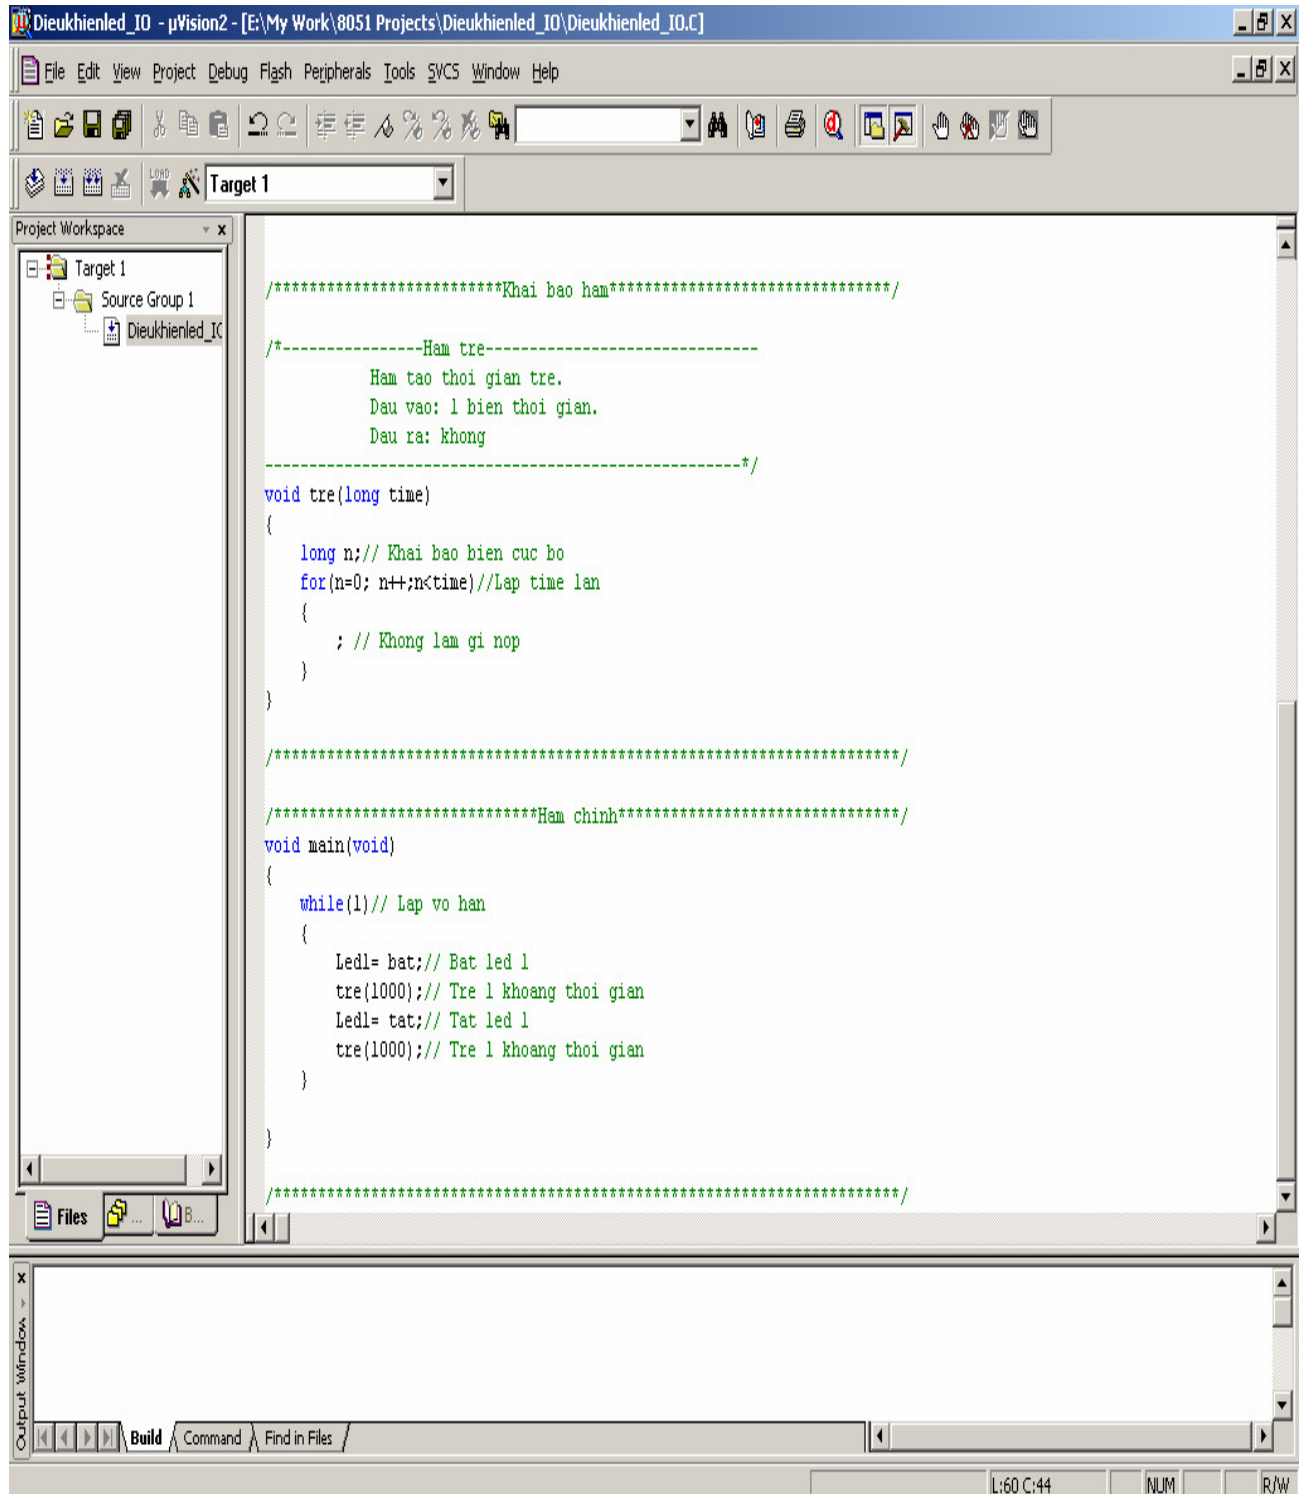 Dieukhienled_IO - µVision2 - [E:\My Work\8051 Projects\Dieukhienled_IO\Dieukhienled_IO.C]
File Edit View Project Debug Flash Peripherals Tools SVCS Window Help
LOAD Target 1
Project Workspace
Target 1
Source Group 1
Dieukhienled_IC
/**************************Khai bao ham********************************/
/*----------------Ham tre-------------------------------
Ham tao thoi gian tre.
Dau vao: 1 bien thoi gian.
Dau ra: khong
------------------------------------------------------*/
void tre(long time)
{
long n;// Khai bao bien cuc bo
for(n=0; n++;n<time)//Lap time lan
{
; // Khong lam gi nop
}
}
/***********************************************************************/
/******************************Ham chinh********************************/
void main(void)
{
while(1)// Lap vo han
{
Led1= bat;// Bat led 1
tre(1000);// Tre 1 khoang thoi gian
Led1= tat;// Tat led 1
tre(1000);// Tre 1 khoang thoi gian
}
}
/***********************************************************************/
Files ... B...
Output Window
Build Command Find in Files
L:60 C:44 NUM R/W